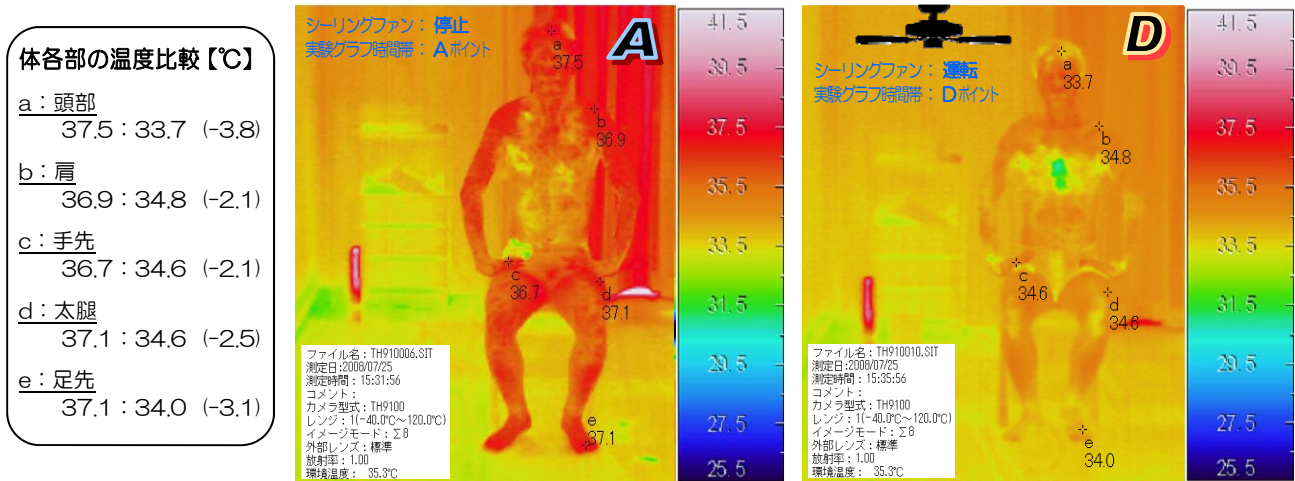 体各部の温度比較【℃】
a：頭部
37.5：33.7 (-3.8)
b：肩
36.9：34.8 (-2.1)
c：手先
36.7：34.6 (-2.1)
d：太腿
37.1：34.6 (-2.5)
e：足先
37.1：34.0 (-3.1)
シーリングファン：停止
実験グラフ時間帯：Aポイント
A
a
37.5
b
36.9
c
36.7
d
37.1
e
37.1
ファイル名：TH910006.SIT
測定日:2008/07/25
測定時間：15:31:56
コメント：
カメラ型式：TH9100
レンジ：1(-40.0℃～120.0℃)
イメージモード：Σ8
外部レンズ：標準
放射率：1.00
環境温度： 35.3℃
41.5
39.5
37.5
35.5
33.5
31.5
29.5
27.5
25.5
シーリングファン：運転
実験グラフ時間帯：Dポイント
D
a
33.7
b
34.8
c
34.6
d
34.6
e
34.0
ファイル名：TH910010.SIT
測定日:2008/07/25
測定時間：15:35:56
コメント：
カメラ型式：TH9100
レンジ：1(-40.0℃～120.0℃)
イメージモード：Σ8
外部レンズ：標準
放射率：1.00
環境温度： 35.3℃
41.5
39.5
37.5
35.5
33.5
31.5
29.5
27.5
25.5